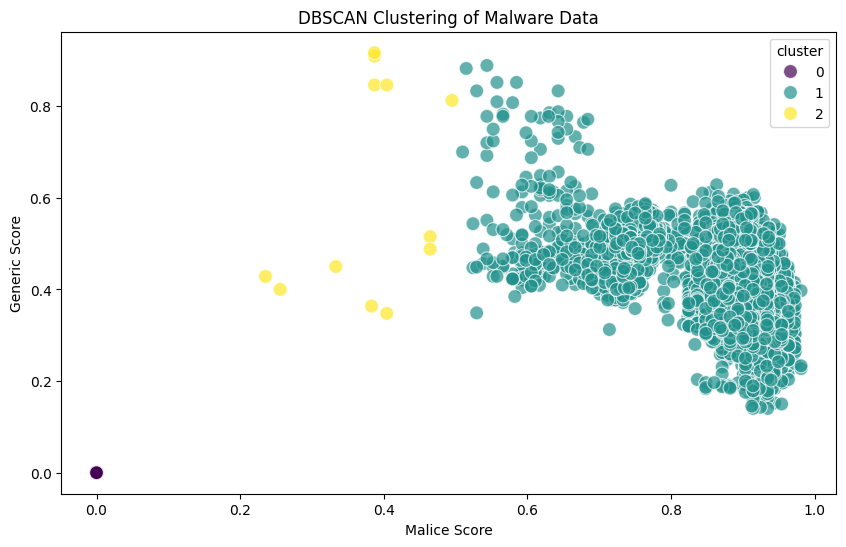 DBSCAN Clustering of Malware Data
cluster
0
1
2
Generic Score
0.8
0.6
0.4
0.2
0.0
0.0 0.2 0.4 0.6 0.8 1.0
Malice Score